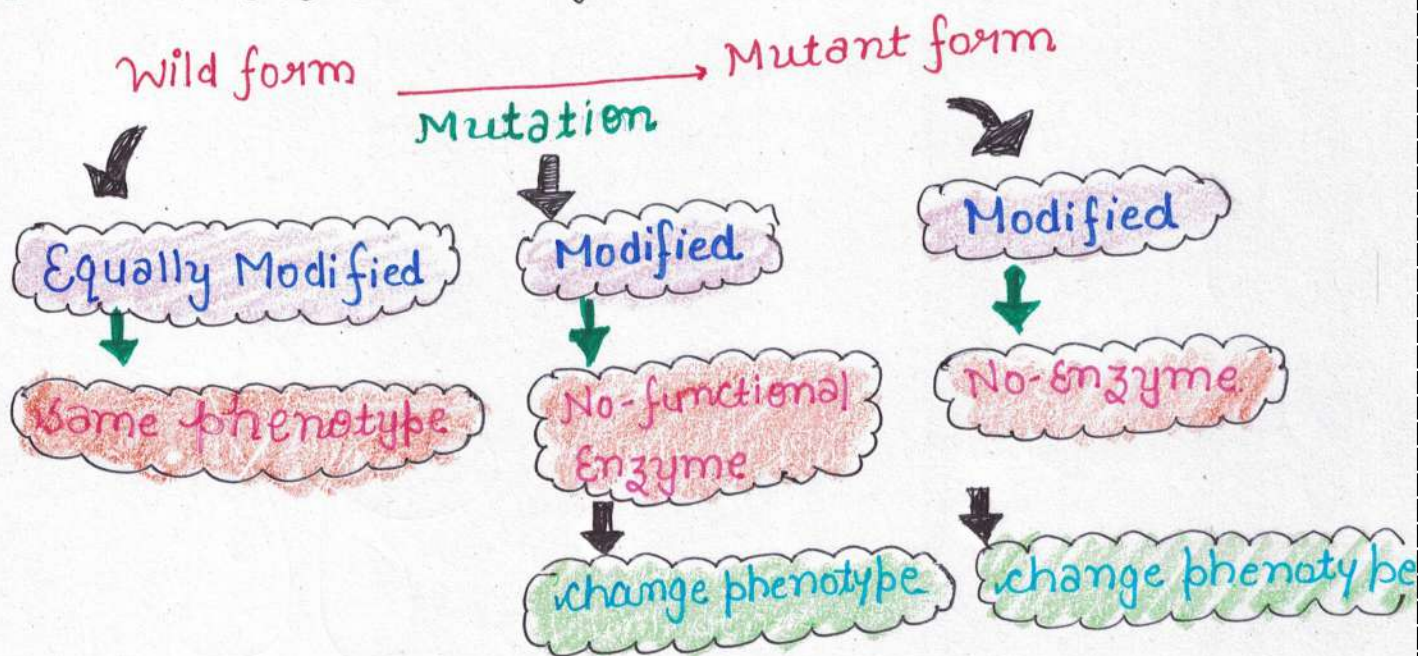 Wild form
Mutant form
Mutation
Equally Modified
Modified
Modified
Same phenotype
No-functional
Enzyme
No-Enzyme.
change phenotype
change phenotype